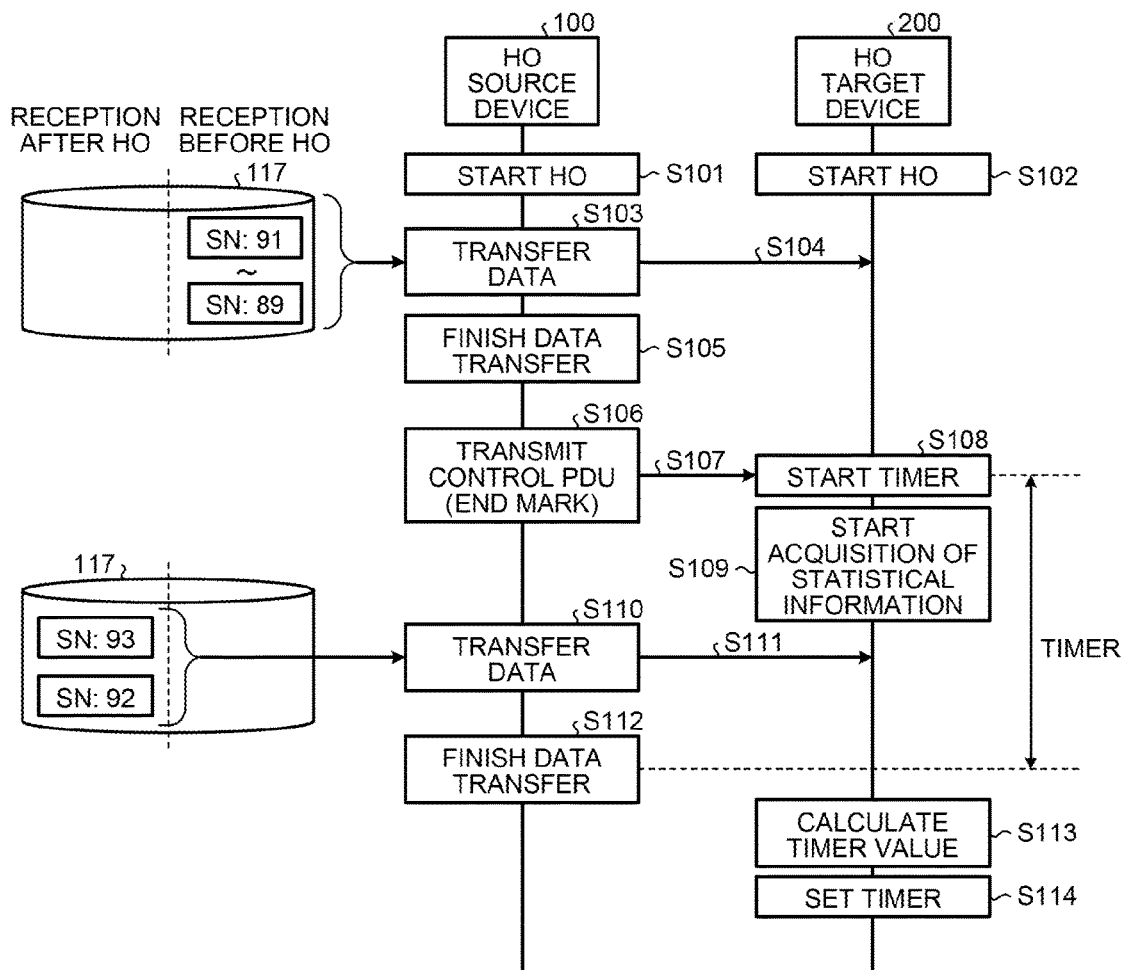 100
HO
SOURCE
DEVICE
200
HO
TARGET
DEVICE
RECEPTION
AFTER HO
RECEPTION
BEFORE HO
117
START HO
S101
START HO
S102
SN: 91
~
SN: 89
S103
TRANSFER
DATA
S104
FINISH DATA
TRANSFER
S105
S106
TRANSMIT
CONTROL PDU
(END MARK)
S107
S108
START TIMER
S109
START
ACQUISITION OF
STATISTICAL
INFORMATION
117
SN: 93
SN: 92
S110
TRANSFER
DATA
S111
TIMER
S112
FINISH DATA
TRANSFER
CALCULATE
TIMER VALUE
S113
SET TIMER
S114